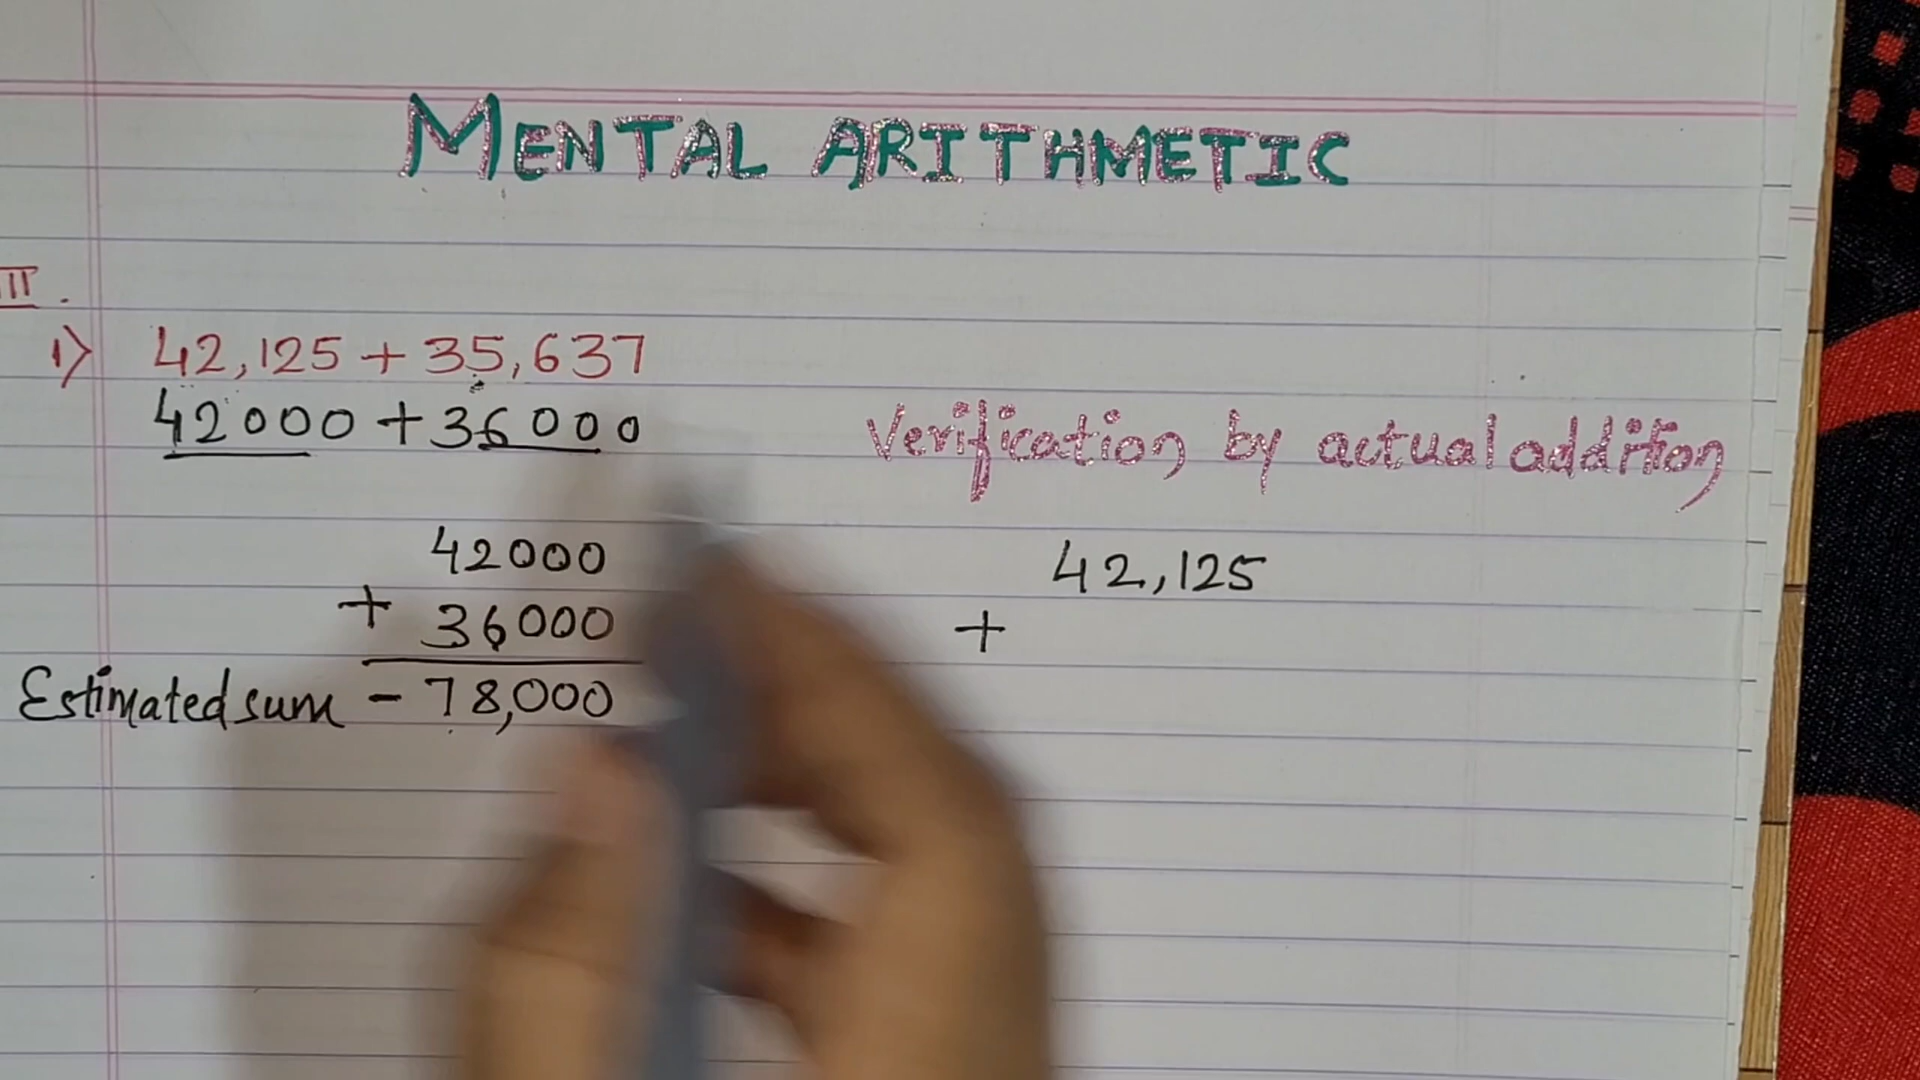 MENTAL ARITHMETIC
III.
1) 42,125 + 35,637
42000 + 36000
Verification by actual addition
42000
+ 36000
Estimated sum - 78,000
42,125
+